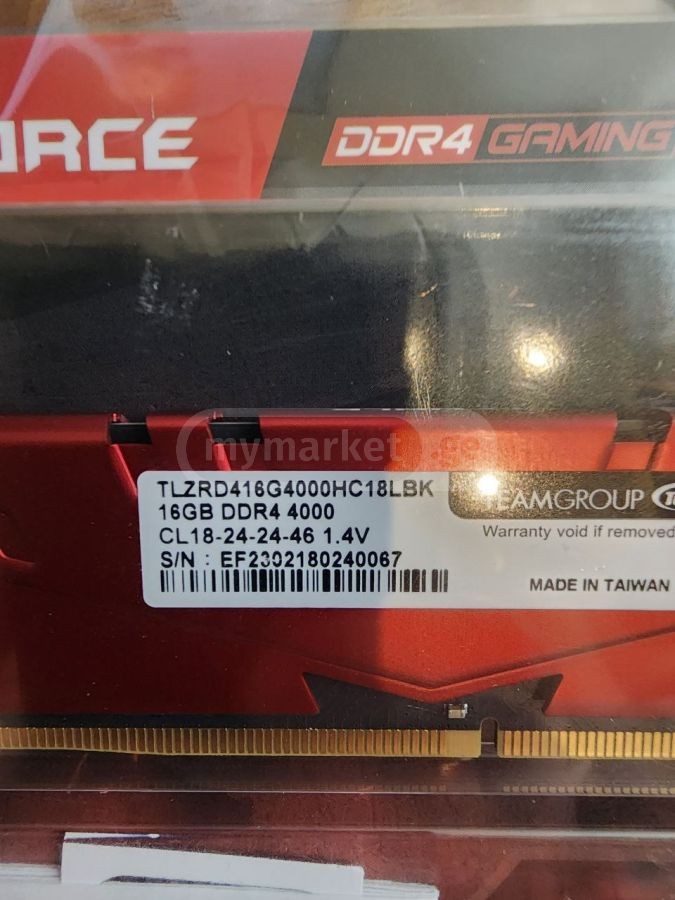 ORCE
DDR4 GAMING
mymarket.ge
TLZRD416G4000HC18LBK
16GB DDR4 4000
CL18-24-24-46 1.4V
S/N : EF2302180240067
TEAMGROUP
Warranty void if removed
MADE IN TAIWAN